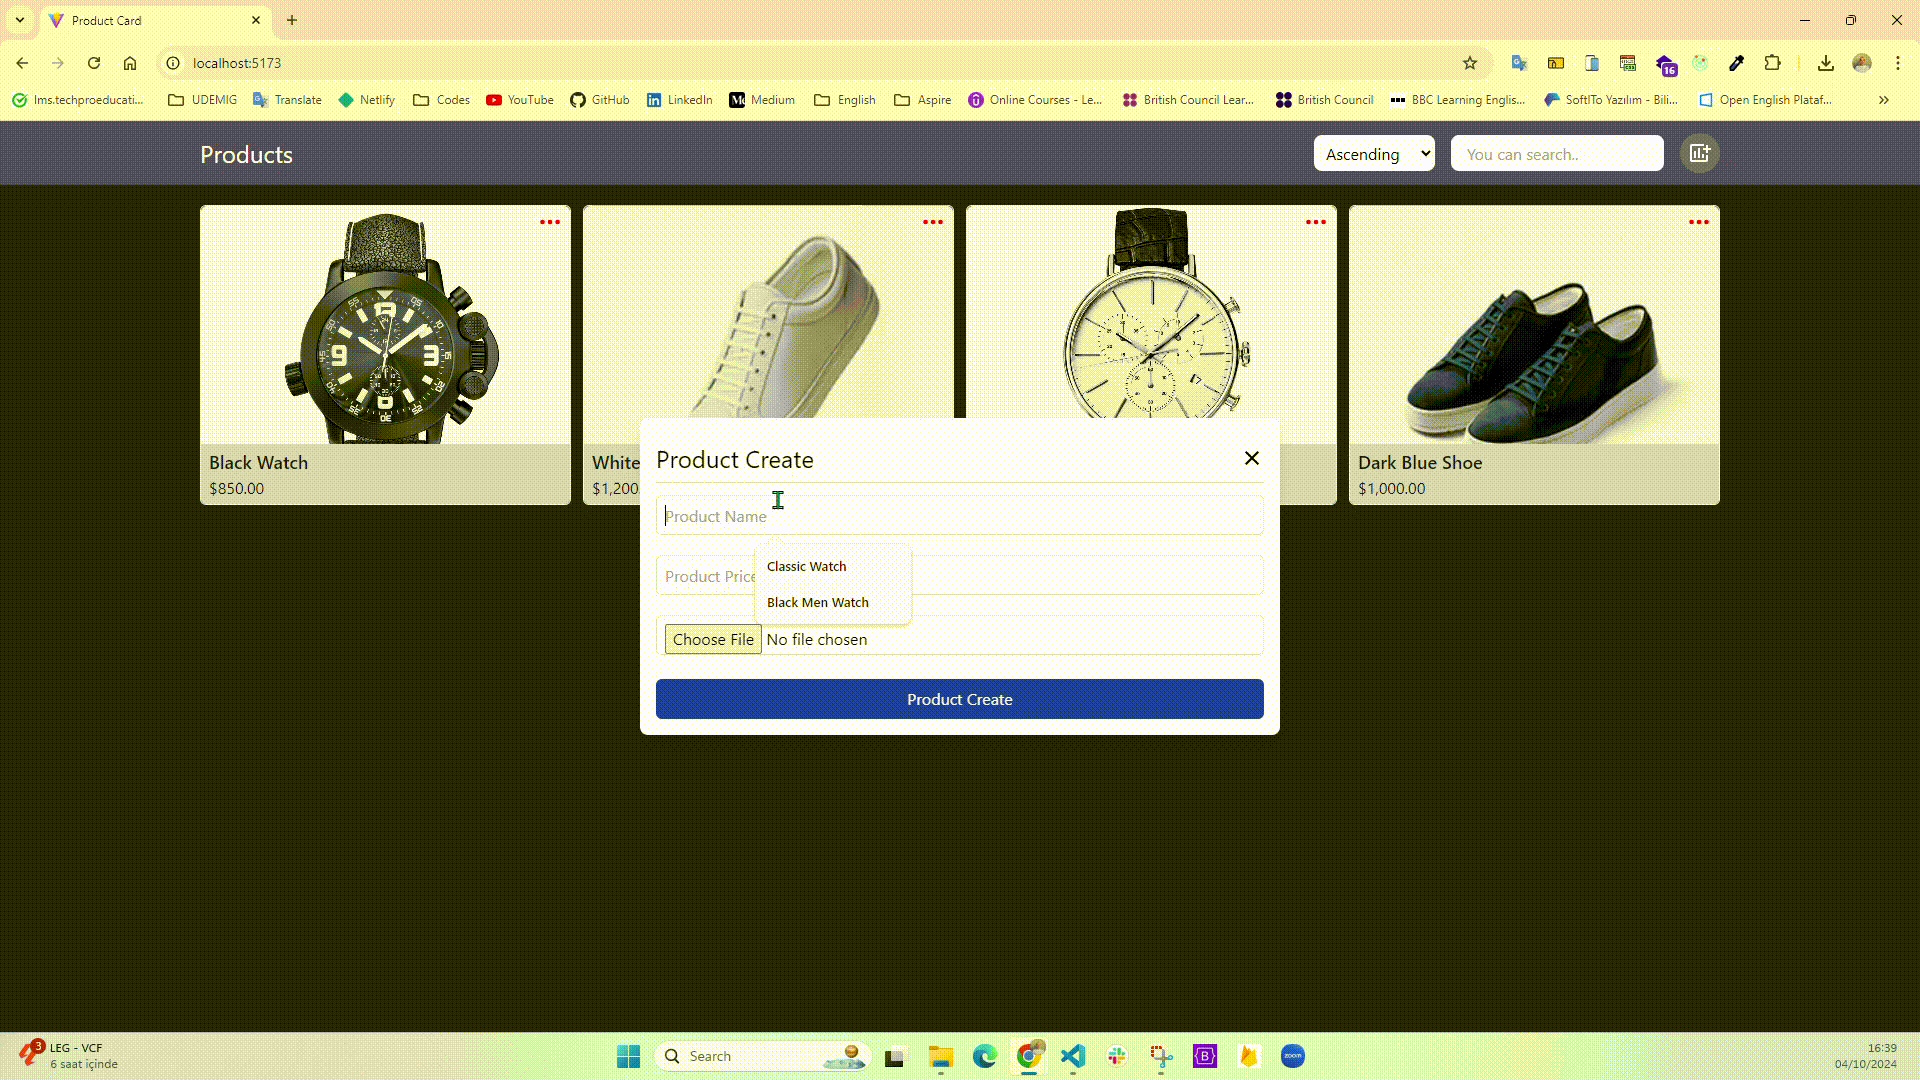 Product Card
localhost:5173
lms.techproeducati...
UDEMIG
Translate
Netlify
Codes
YouTube
GitHub
LinkedIn
Medium
English
Aspire
Online Courses - Le...
British Council Lear...
British Council
BBC Learning Englis...
SoftITo Yazılım - Bili...
Open English Plataf...
16
Products
Ascending
You can search..
Black Watch
$850.00
White
$1,200
Dark Blue Shoe
$1,000.00
Product Create
Product Name
Classic Watch
Product Price
Black Men Watch
Choose File No file chosen
Product Create
3
LEG - VCF
6 saat içinde
Search
zoom
16:39
04/10/2024